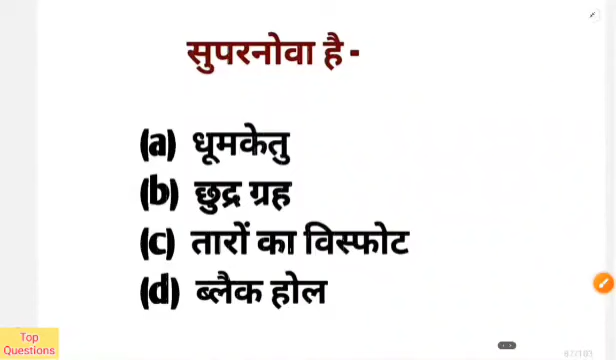 सुपरनोवा है -
(a) धूमकेतु
(b) छुद्र ग्रह
(c) तारों का विस्फोट
(d) ब्लैक होल
Top
Questions